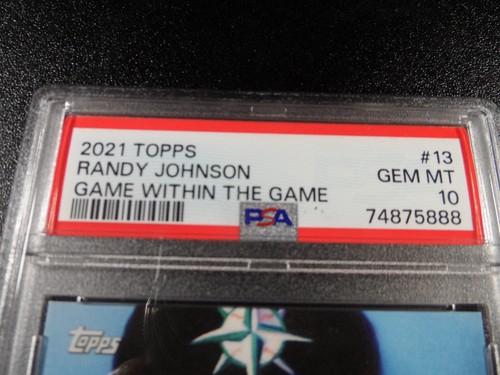 2021 TOPPS #13
RANDY JOHNSON GEM MT
GAME WITHIN THE GAME 10
PSA 74875888
Topps